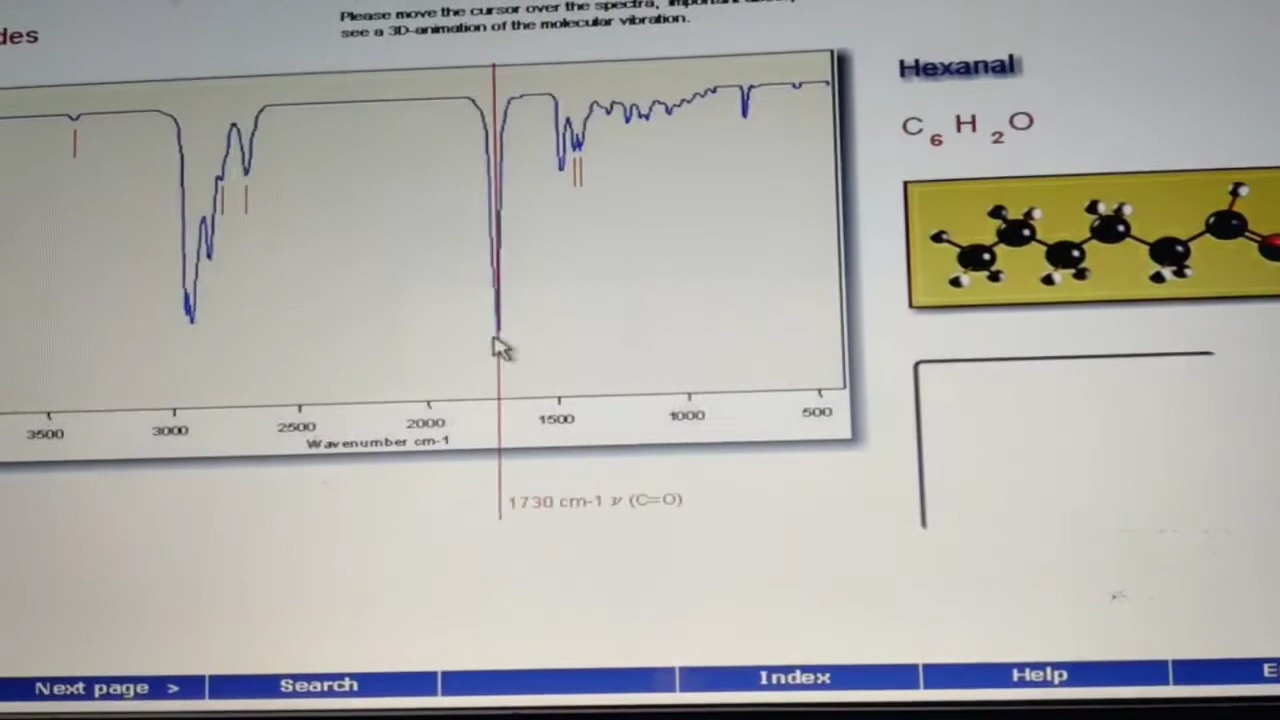 des
Please move the cursor over the spectra,
see a 3D-animation of the molecular vibration.
Hexanal
C6H2O
3500 3000 2500 2000 1500 1000 500
Wavenumber cm-1
1730 cm-1 ν (C=O)
Next page > Search Index Help E